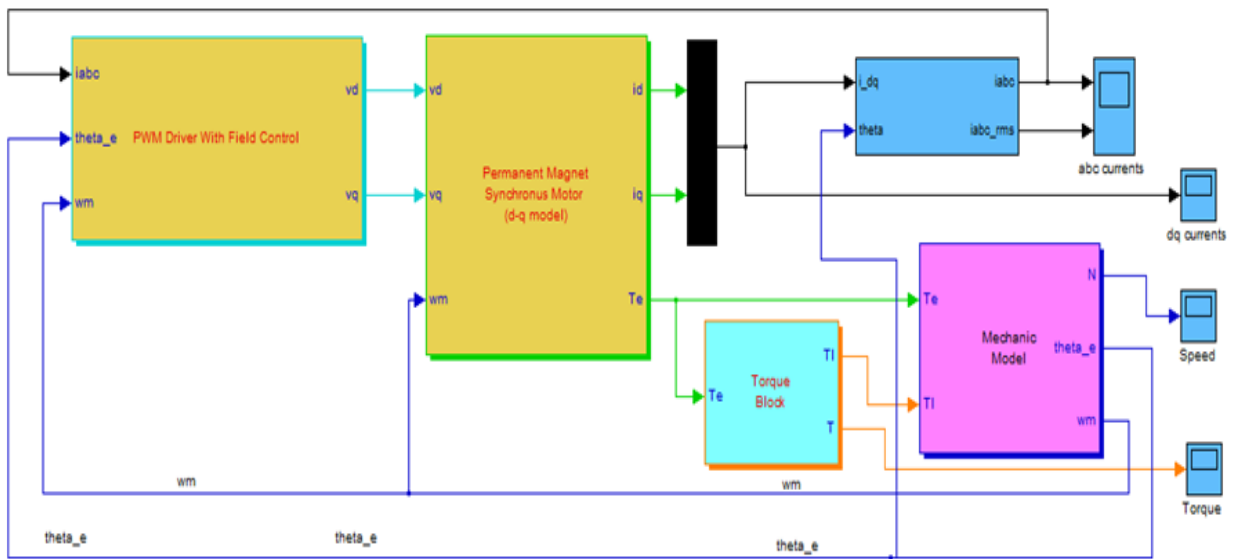 iabc
theta_e
wm
PWM Driver With Field Control
vd
vq
vd
vq
wm
Permanent Magnet
Synchronus Motor
(d-q model)
id
iq
Te
i_dq
theta
iabc
iabc_rms
abc currents
dq currents
Te
Tl
Mechanic
Model
N
theta_e
wm
Speed
Te
Torque
Block
Tl
T
Torque
wm
wm
theta_e
theta_e
theta_e